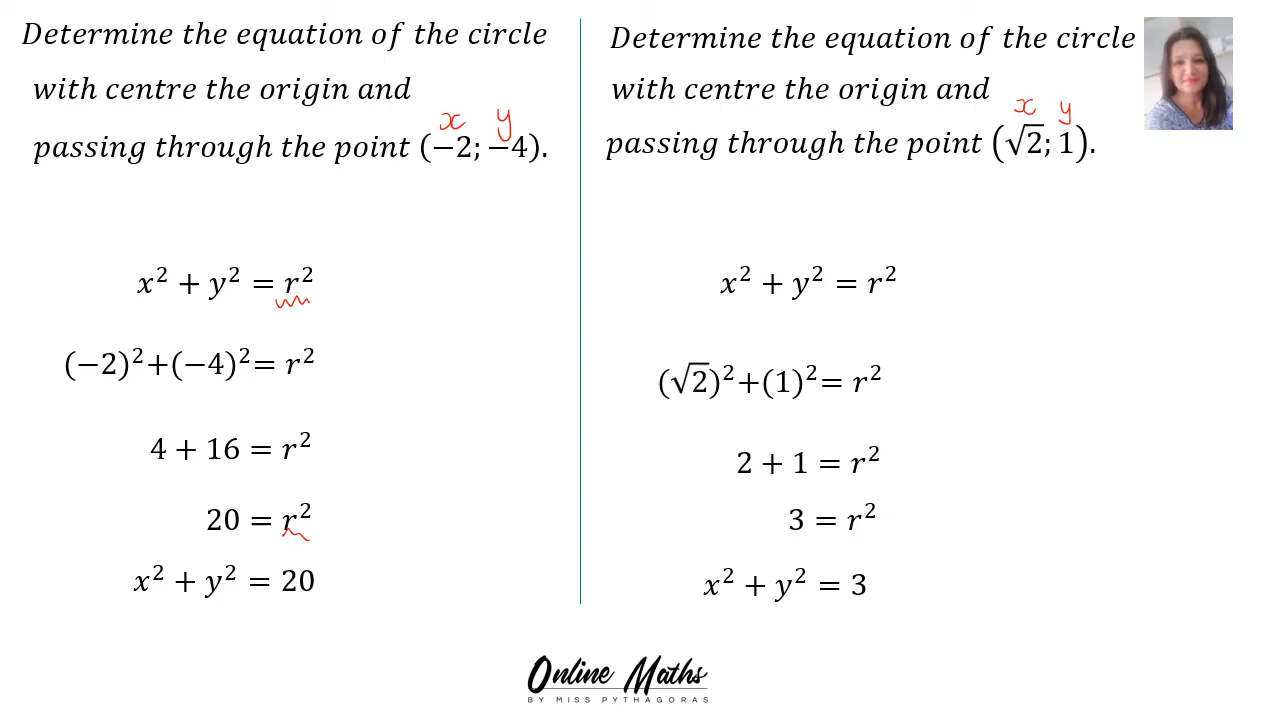 Determine the equation of the circle
with centre the origin and
x y
passing through the point (−2; −4).
x² + y² = r²
(−2)²+(−4)²= r²
4 + 16 = r²
20 = r²
x² + y² = 20
Determine the equation of the circle
with centre the origin and
x y
passing through the point (√2; 1).
x² + y² = r²
(√2)²+(1)²= r²
2 + 1 = r²
3 = r²
x² + y² = 3
Online Maths
BY MISS PYTHAGORAS